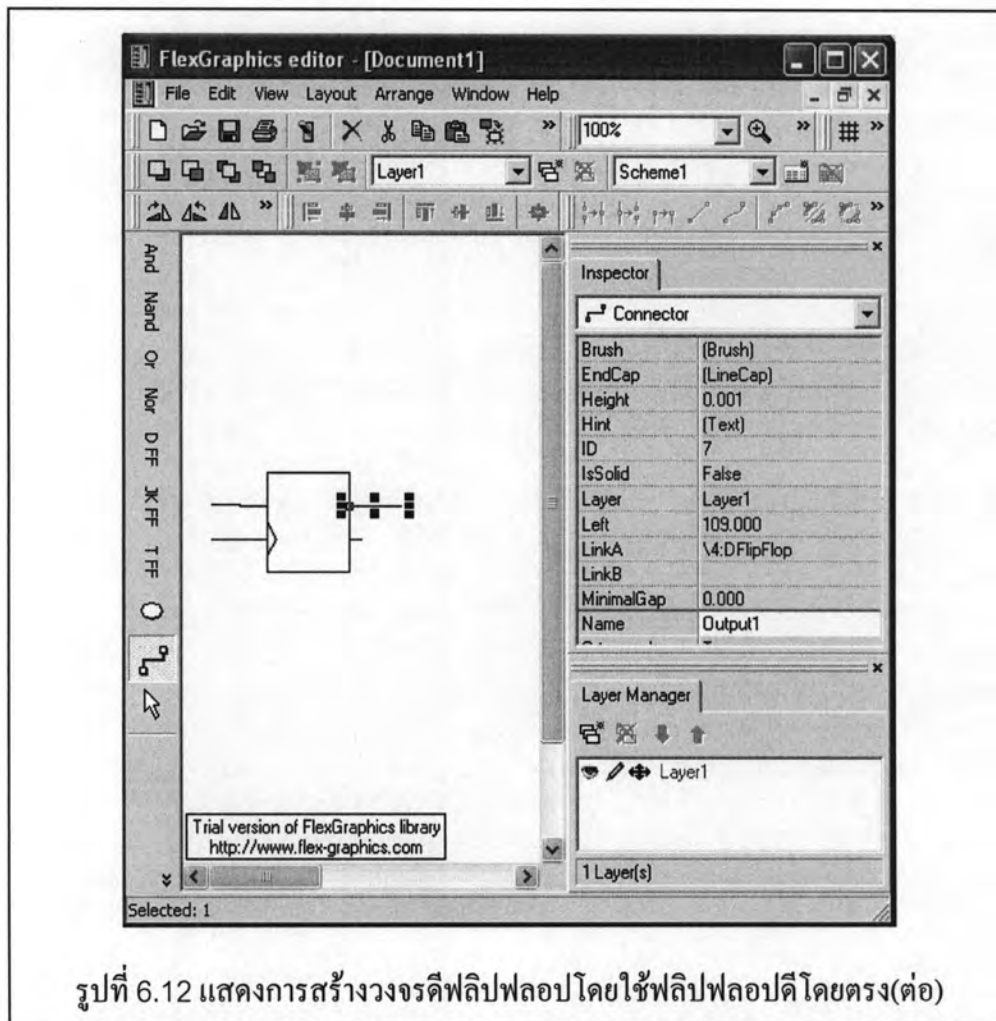 FlexGraphics editor - [Document1]
File Edit View Layout Arrange Window Help
100%
Layer1
Scheme1
And
Nand
Or
Nor
D FF
JK FF
T FF
Inspector
Connector
Brush (Brush)
EndCap (LineCap)
Height 0.001
Hint (Text)
ID 7
IsSolid False
Layer Layer1
Left 109.000
LinkA \4:DFlipFlop
LinkB
MinimalGap 0.000
Name Output1
Layer Manager
Layer1
1 Layer(s)
Trial version of FlexGraphics library
http://www.flex-graphics.com
Selected: 1
รูปที่ 6.12 แสดงการสร้างวงจรดีฟลิปฟลอปโดยใช้ฟลิปฟลอปดีโดยตรง(ต่อ)